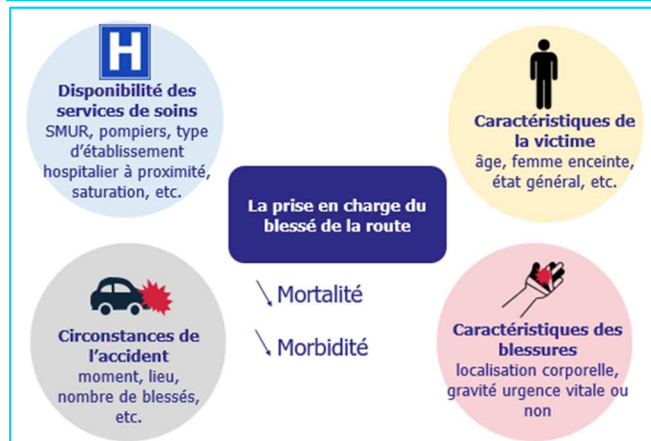 H
Disponibilité des
services de soins
SMUR, pompiers, type
d'établissement
hospitalier à proximité,
saturation, etc.
Caractéristiques de
la victime
âge, femme enceinte,
état général, etc.
La prise en charge du
blessé de la route
Mortalité
Morbidité
Circonstances de
l'accident
moment, lieu,
nombre de blessés,
etc.
Caractéristiques des
blessures
localisation corporelle,
gravité urgence vitale ou
non